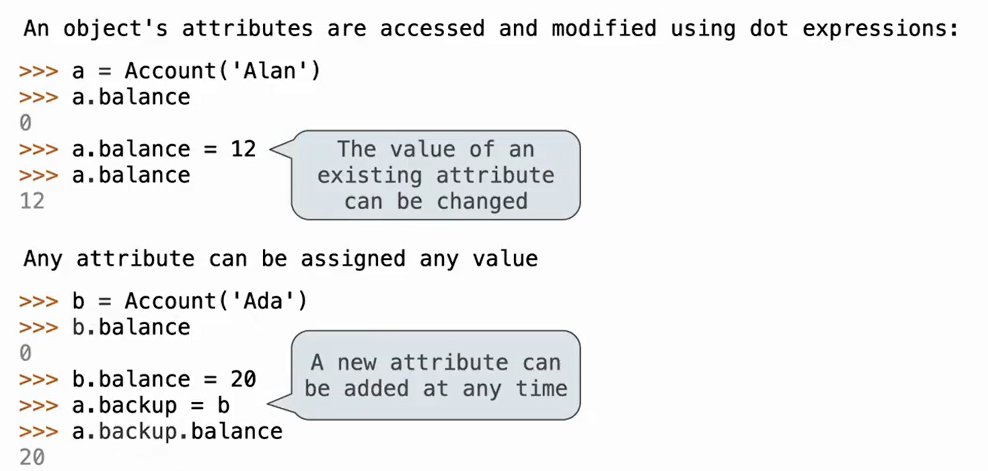 An object's attributes are accessed and modified using dot expressions:
>>> a = Account('Alan')
>>> a.balance
0
>>> a.balance = 12
>>> a.balance
12
The value of an
existing attribute
can be changed
Any attribute can be assigned any value
>>> b = Account('Ada')
>>> b.balance
0
>>> b.balance = 20
>>> a.backup = b
>>> a.backup.balance
20
A new attribute can
be added at any time